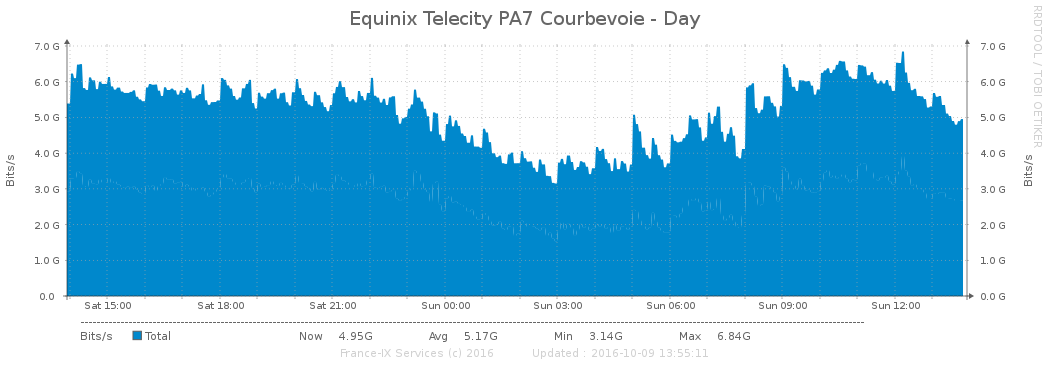 Equinix Telecity PA7 Courbevoie - Day
RRDTOOL / TOBI OETIKER
Bits/s
7.0 G 7.0 G
6.0 G 6.0 G
5.0 G 5.0 G
4.0 G 4.0 G
3.0 G 3.0 G
2.0 G 2.0 G
1.0 G 1.0 G
0.0 0.0 G
Bits/s
Sat 15:00 Sat 18:00 Sat 21:00 Sun 00:00 Sun 03:00 Sun 06:00 Sun 09:00 Sun 12:00
Bits/s Total Now 4.95G Avg 5.17G Min 3.14G Max 6.84G
France-IX Services (c) 2016 Updated : 2016-10-09 13:55:11